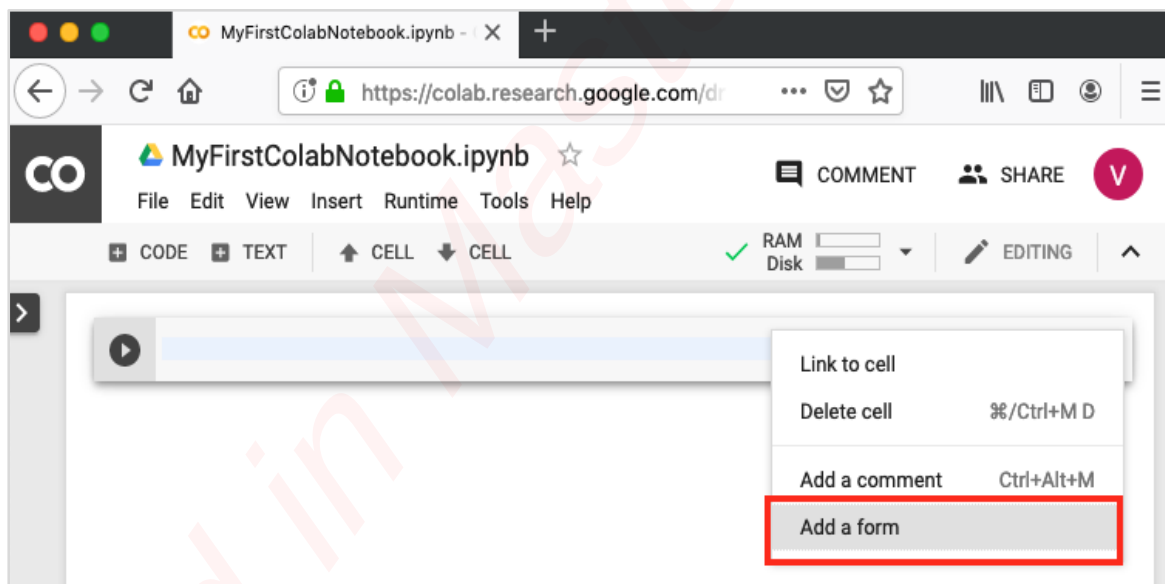 MyFirstColabNotebook.ipynb -
https://colab.research.google.com/dr
CO MyFirstColabNotebook.ipynb
COMMENT SHARE V
File Edit View Insert Runtime Tools Help
CODE TEXT CELL CELL RAM Disk EDITING
Link to cell
Delete cell ⌘/Ctrl+M D
Add a comment Ctrl+Alt+M
Add a form
d in Mast